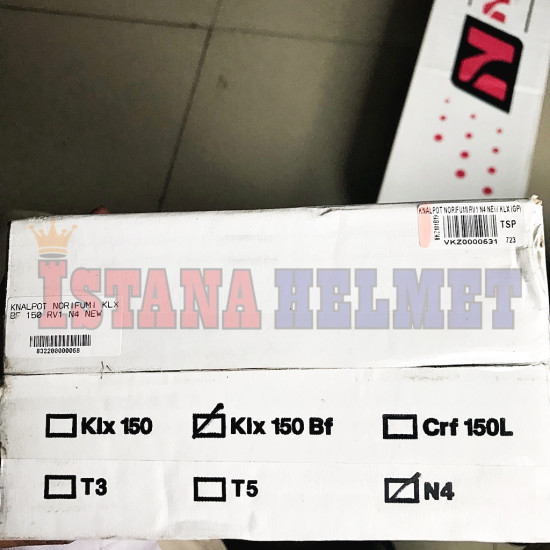 KNALPOT NORIFUMI RV1 N4 NEW KLX (GP)
TSP
VKZ0000631 723
ISTANA HELMET
KNALPOT NORIFUMI KLX
BF 150 RV1 N4 NEW
832200000068
Klx 150
Klx 150 Bf
Crf 150L
T3
T5
N4